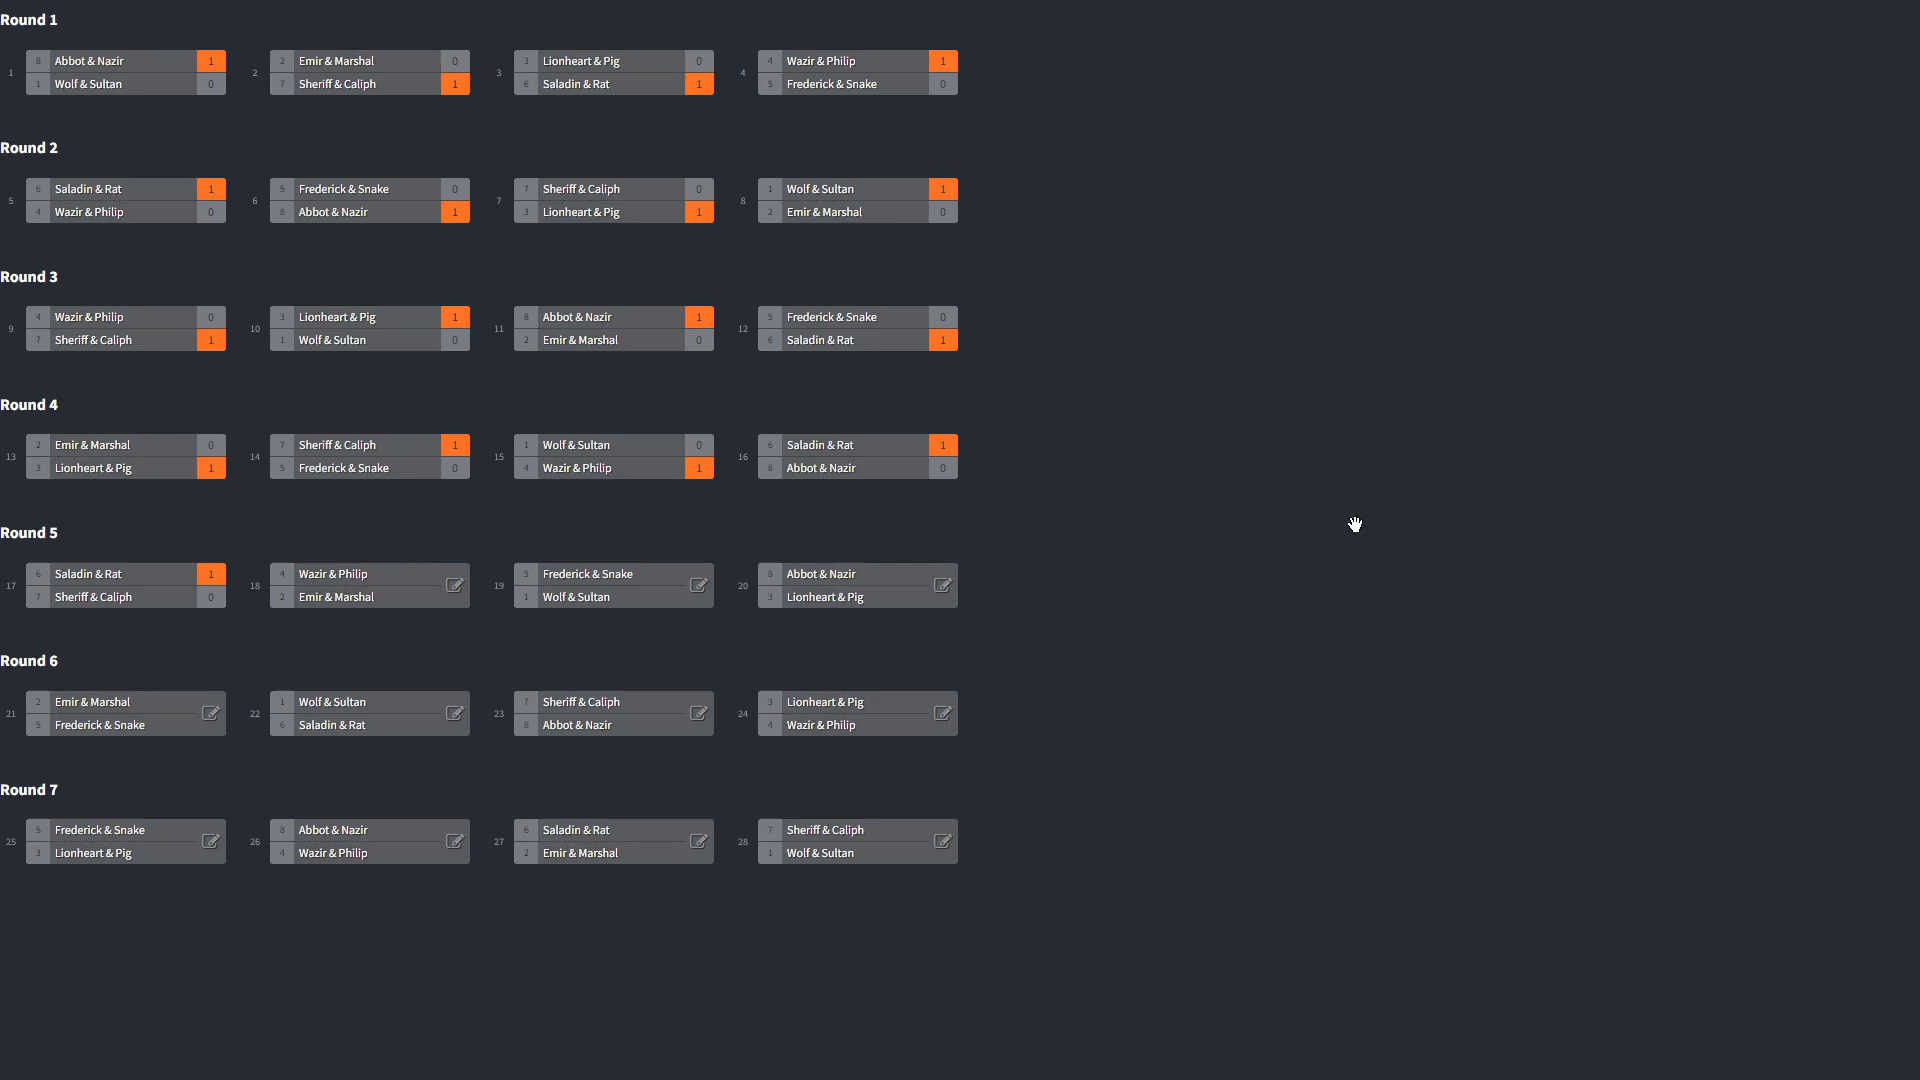 Round 1
1 8 Abbot & Nazir 1
1 Wolf & Sultan 0
2 2 Emir & Marshal 0
7 Sheriff & Caliph 1
3 3 Lionheart & Pig 0
6 Saladin & Rat 1
4 4 Wazir & Philip 1
5 Frederick & Snake 0
Round 2
5 6 Saladin & Rat 1
4 Wazir & Philip 0
6 5 Frederick & Snake 0
8 Abbot & Nazir 1
7 7 Sheriff & Caliph 0
3 Lionheart & Pig 1
8 1 Wolf & Sultan 1
2 Emir & Marshal 0
Round 3
9 4 Wazir & Philip 0
7 Sheriff & Caliph 1
10 3 Lionheart & Pig 1
1 Wolf & Sultan 0
11 8 Abbot & Nazir 1
2 Emir & Marshal 0
12 5 Frederick & Snake 0
6 Saladin & Rat 1
Round 4
13 2 Emir & Marshal 0
3 Lionheart & Pig 1
14 7 Sheriff & Caliph 1
5 Frederick & Snake 0
15 1 Wolf & Sultan 0
4 Wazir & Philip 1
16 6 Saladin & Rat 1
8 Abbot & Nazir 0
Round 5
17 6 Saladin & Rat 1
7 Sheriff & Caliph 0
18 4 Wazir & Philip
2 Emir & Marshal
19 5 Frederick & Snake
1 Wolf & Sultan
20 8 Abbot & Nazir
3 Lionheart & Pig
Round 6
21 2 Emir & Marshal
5 Frederick & Snake
22 1 Wolf & Sultan
6 Saladin & Rat
23 7 Sheriff & Caliph
8 Abbot & Nazir
24 3 Lionheart & Pig
4 Wazir & Philip
Round 7
25 5 Frederick & Snake
3 Lionheart & Pig
26 8 Abbot & Nazir
4 Wazir & Philip
27 6 Saladin & Rat
2 Emir & Marshal
28 7 Sheriff & Caliph
1 Wolf & Sultan